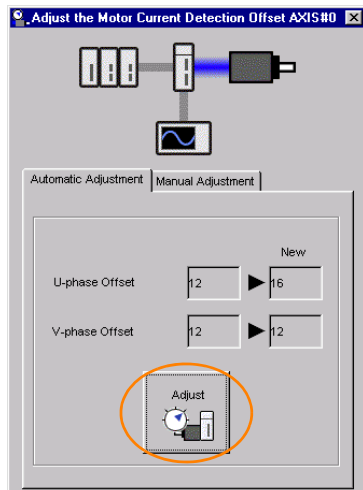 Adjust the Motor Current Detection Offset AXIS#0
Automatic Adjustment Manual Adjustment
New
U-phase Offset 12 16
V-phase Offset 12 12
Adjust